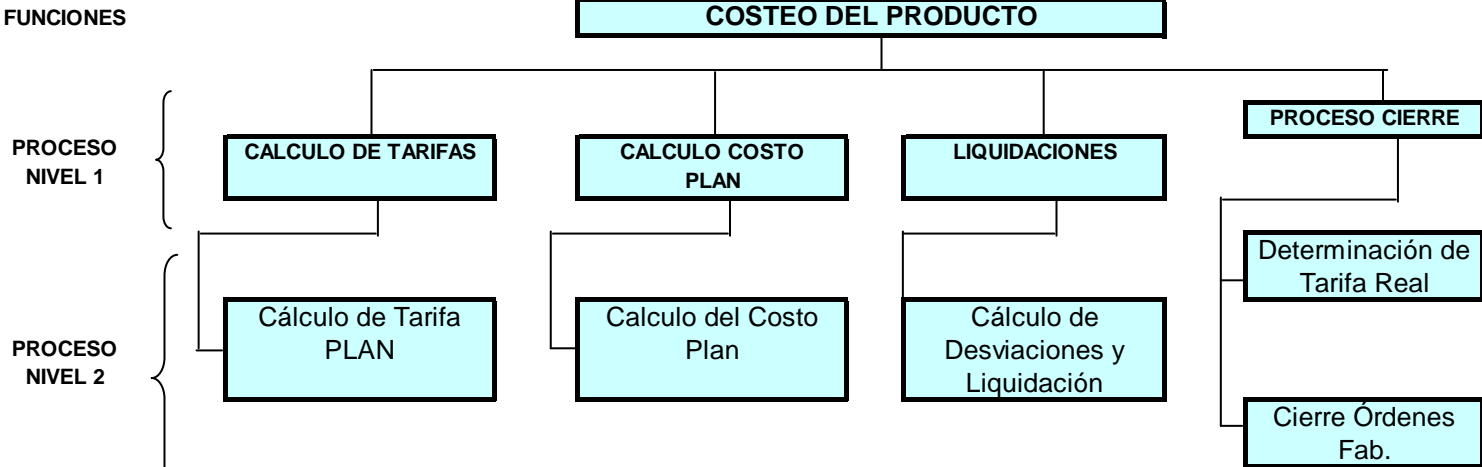 FUNCIONES
COSTEO DEL PRODUCTO
PROCESO
NIVEL 1
CALCULO DE TARIFAS
CALCULO COSTO
PLAN
LIQUIDACIONES
PROCESO CIERRE
PROCESO
NIVEL 2
Cálculo de Tarifa
PLAN
Calculo del Costo
Plan
Cálculo de
Desviaciones y
Liquidación
Determinación de
Tarifa Real
Cierre Órdenes
Fab.